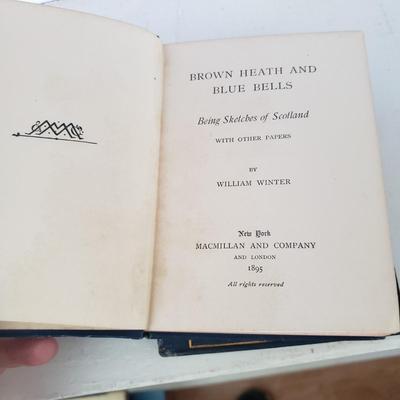 BROWN HEATH AND
BLUE BELLS
Being Sketches of Scotland
WITH OTHER PAPERS
BY
WILLIAM WINTER
New York
MACMILLAN AND COMPANY
AND LONDON
1895
All rights reserved